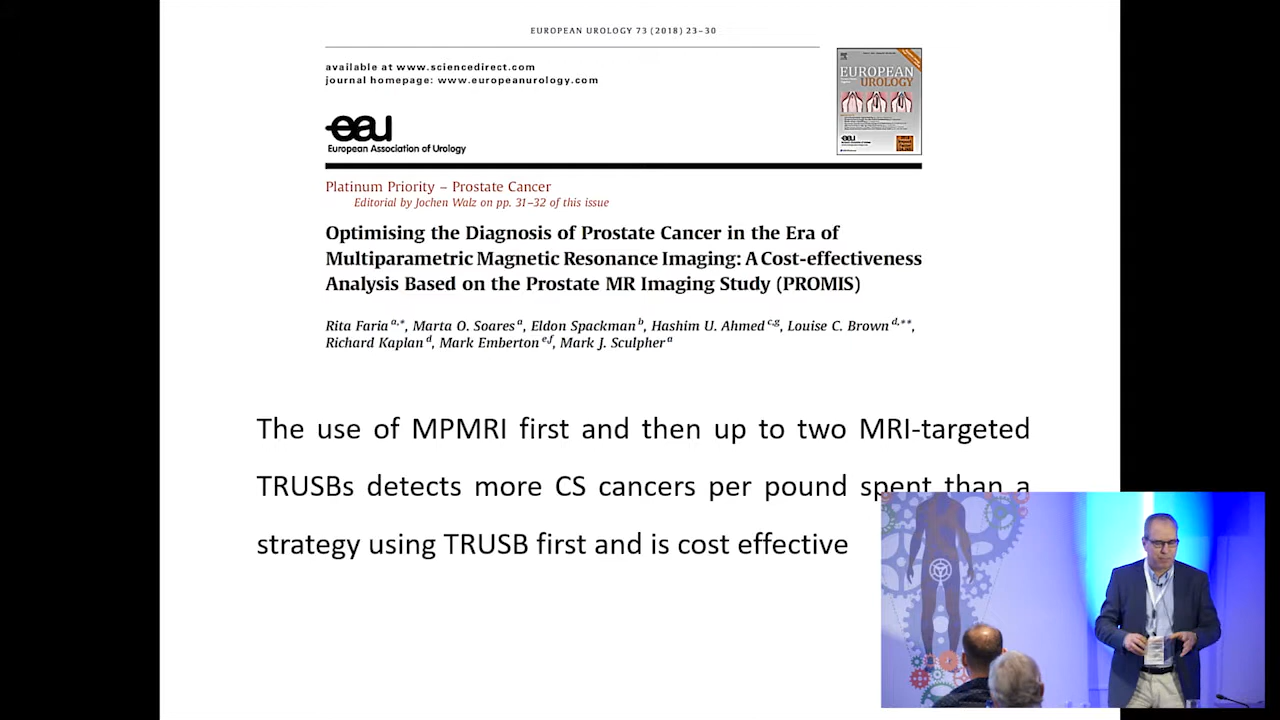 EUROPEAN UROLOGY 73 (2018) 23–30
available at www.sciencedirect.com
journal homepage: www.europeanurology.com
EUROPEAN
UROLOGY
eau
European Association of Urology
Platinum Priority – Prostate Cancer
Editorial by Jochen Walz on pp. 31–32 of this issue
Optimising the Diagnosis of Prostate Cancer in the Era of
Multiparametric Magnetic Resonance Imaging: A Cost-effectiveness
Analysis Based on the Prostate MR Imaging Study (PROMIS)
Rita Faria a,*, Marta O. Soares a, Eldon Spackman b, Hashim U. Ahmed c,g, Louise C. Brown d,**,
Richard Kaplan d, Mark Emberton e,f, Mark J. Sculpher a
The use of MPMRI first and then up to two MRI-targeted
TRUSBs detects more CS cancers per pound spent than a
strategy using TRUSB first and is cost effective